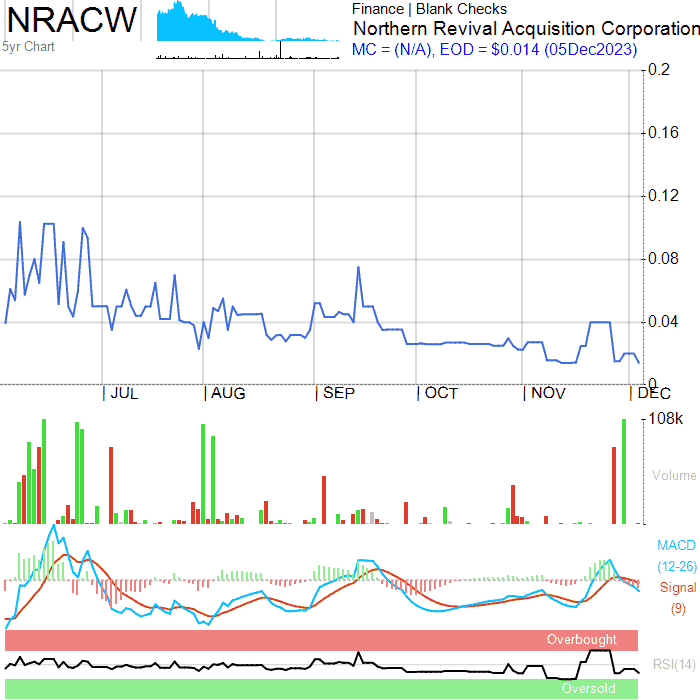 NRACW
5yr Chart
Finance | Blank Checks
Northern Revival Acquisition Corporation
MC = (N/A), EOD = $0.014 (05Dec2023)
0.2
0.16
0.12
0.08
0.04
0
JUL
AUG
SEP
OCT
NOV
DEC
108k
Volume
MACD
(12-26)
Signal
(9)
Overbought
RSI(14)
Oversold